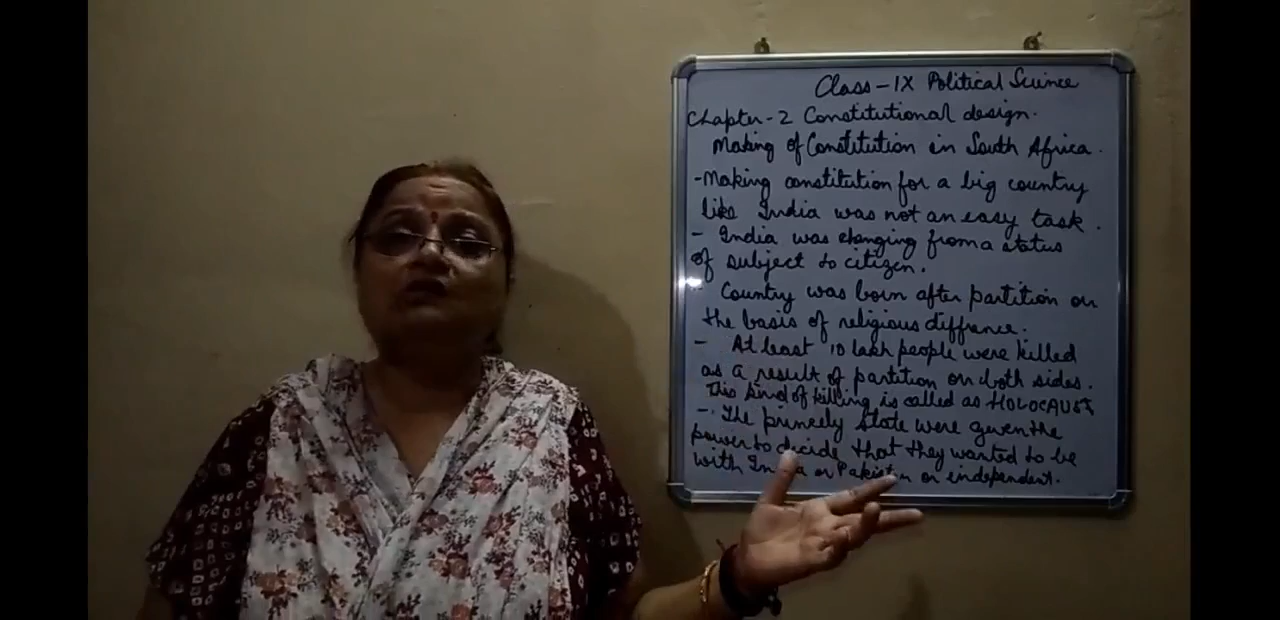 Class - IX Political Science
Chapter - 2 Constitutional design.
Making of Constitution in South Africa.
- Making constitution for a big country
like India was not an easy task.
- India was changing from a status
of subject to citizen.
- Country was born after partition on
the basis of religious diffrence.
- At least 10 lakh people were killed
as a result of partition on both sides.
This kind of killing is called as HOLOCAUST
- The princely state were given the
power to decide that they wanted to be
with India or Pakistan or independent.